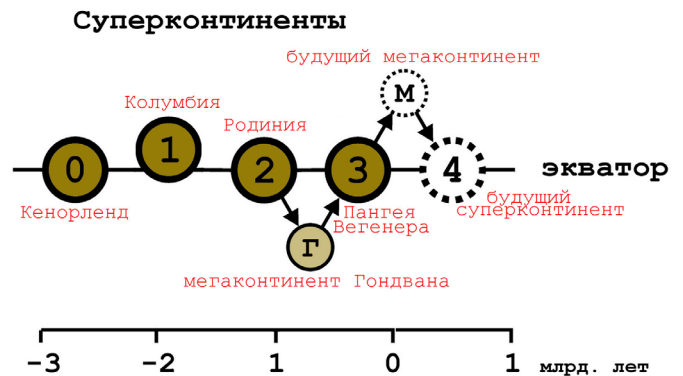 Суперконтиненты
будущий мегаконтинент
М
Колумбия
Родиния
0
1
2
3
4
экватор
Кенорленд
Пангея
Вегенера
будущий
суперконтинент
Г
мегаконтинент Гондвана
-3
-2
1
0
1
млрд. лет